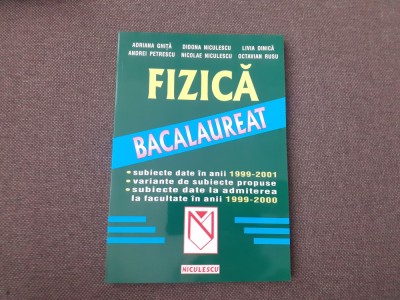 ADRIANA GHIȚĂ DIDONA NICULESCU LIVIA DINICĂ
ANDREI PETRESCU NICOLAE NICULESCU OCTAVIAN RUSU
FIZICĂ
BACALAUREAT
• subiecte date în anii 1999-2001
• variante de subiecte propuse
• subiecte date la admiterea
la facultate în anii 1999-2000
NICULESCU